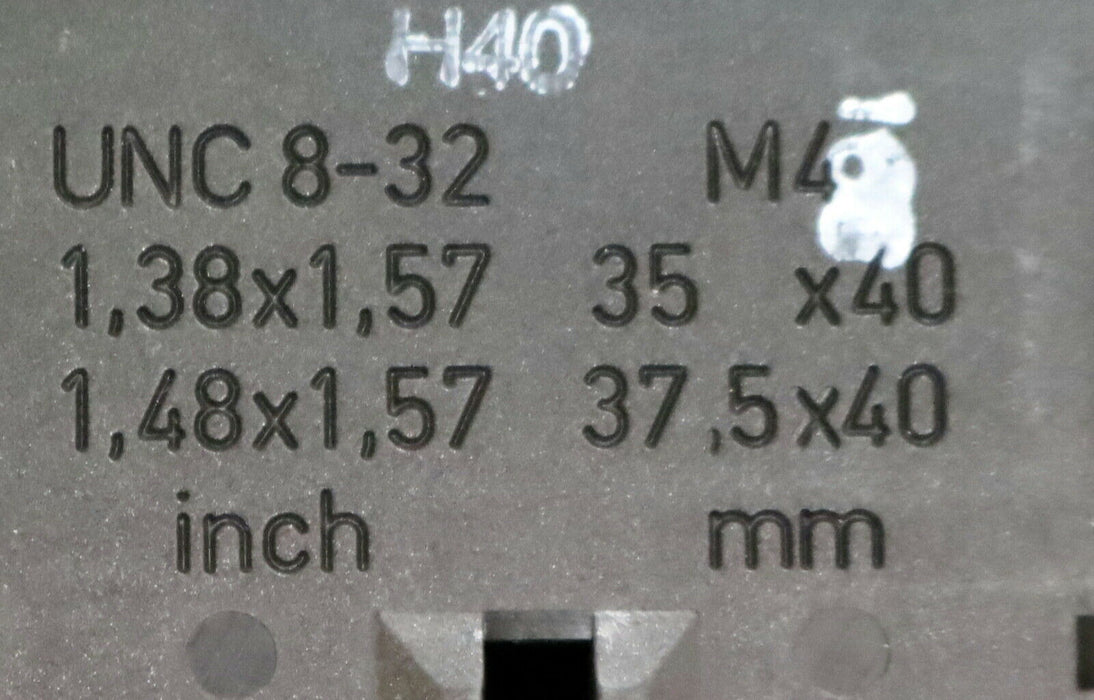 H40
UNC 8-32 M4
1,38x1,57 35 x40
1,48x1,57 37,5x40
inch mm